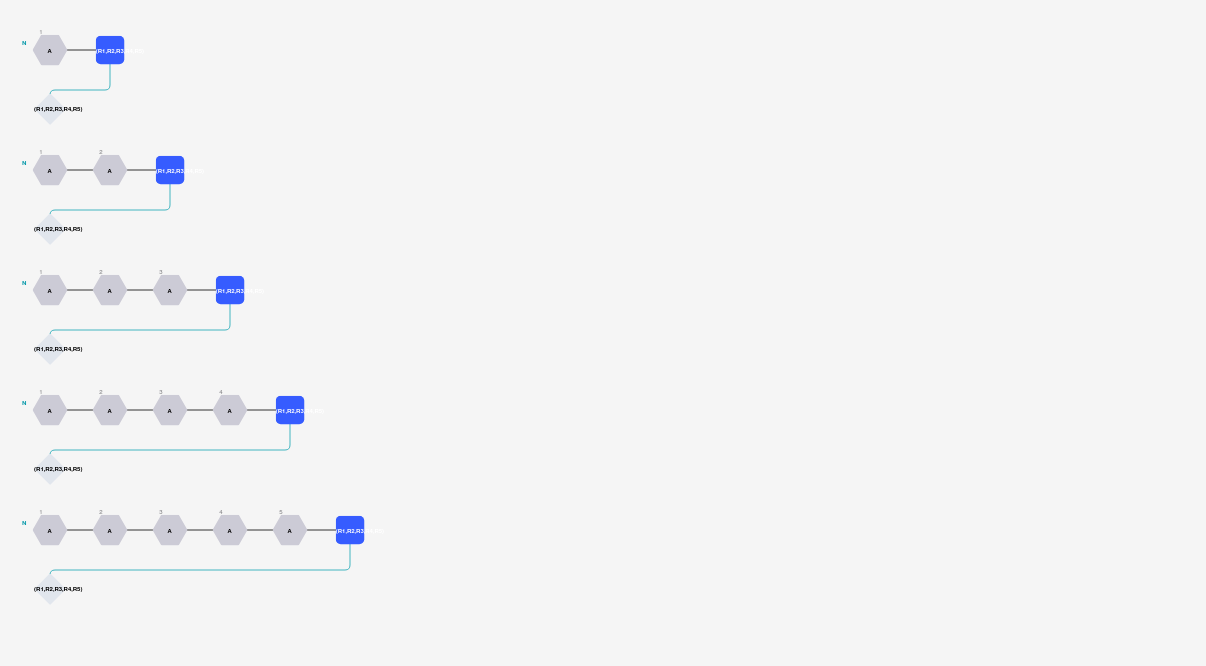 1
N A (R1,R2,R3,R4,R5)
(R1,R2,R3,R4,R5)
1 2
N A A (R1,R2,R3,R4,R5)
(R1,R2,R3,R4,R5)
1 2 3
N A A A (R1,R2,R3,R4,R5)
(R1,R2,R3,R4,R5)
1 2 3 4
N A A A A (R1,R2,R3,R4,R5)
(R1,R2,R3,R4,R5)
1 2 3 4 5
N A A A A A (R1,R2,R3,R4,R5)
(R1,R2,R3,R4,R5)